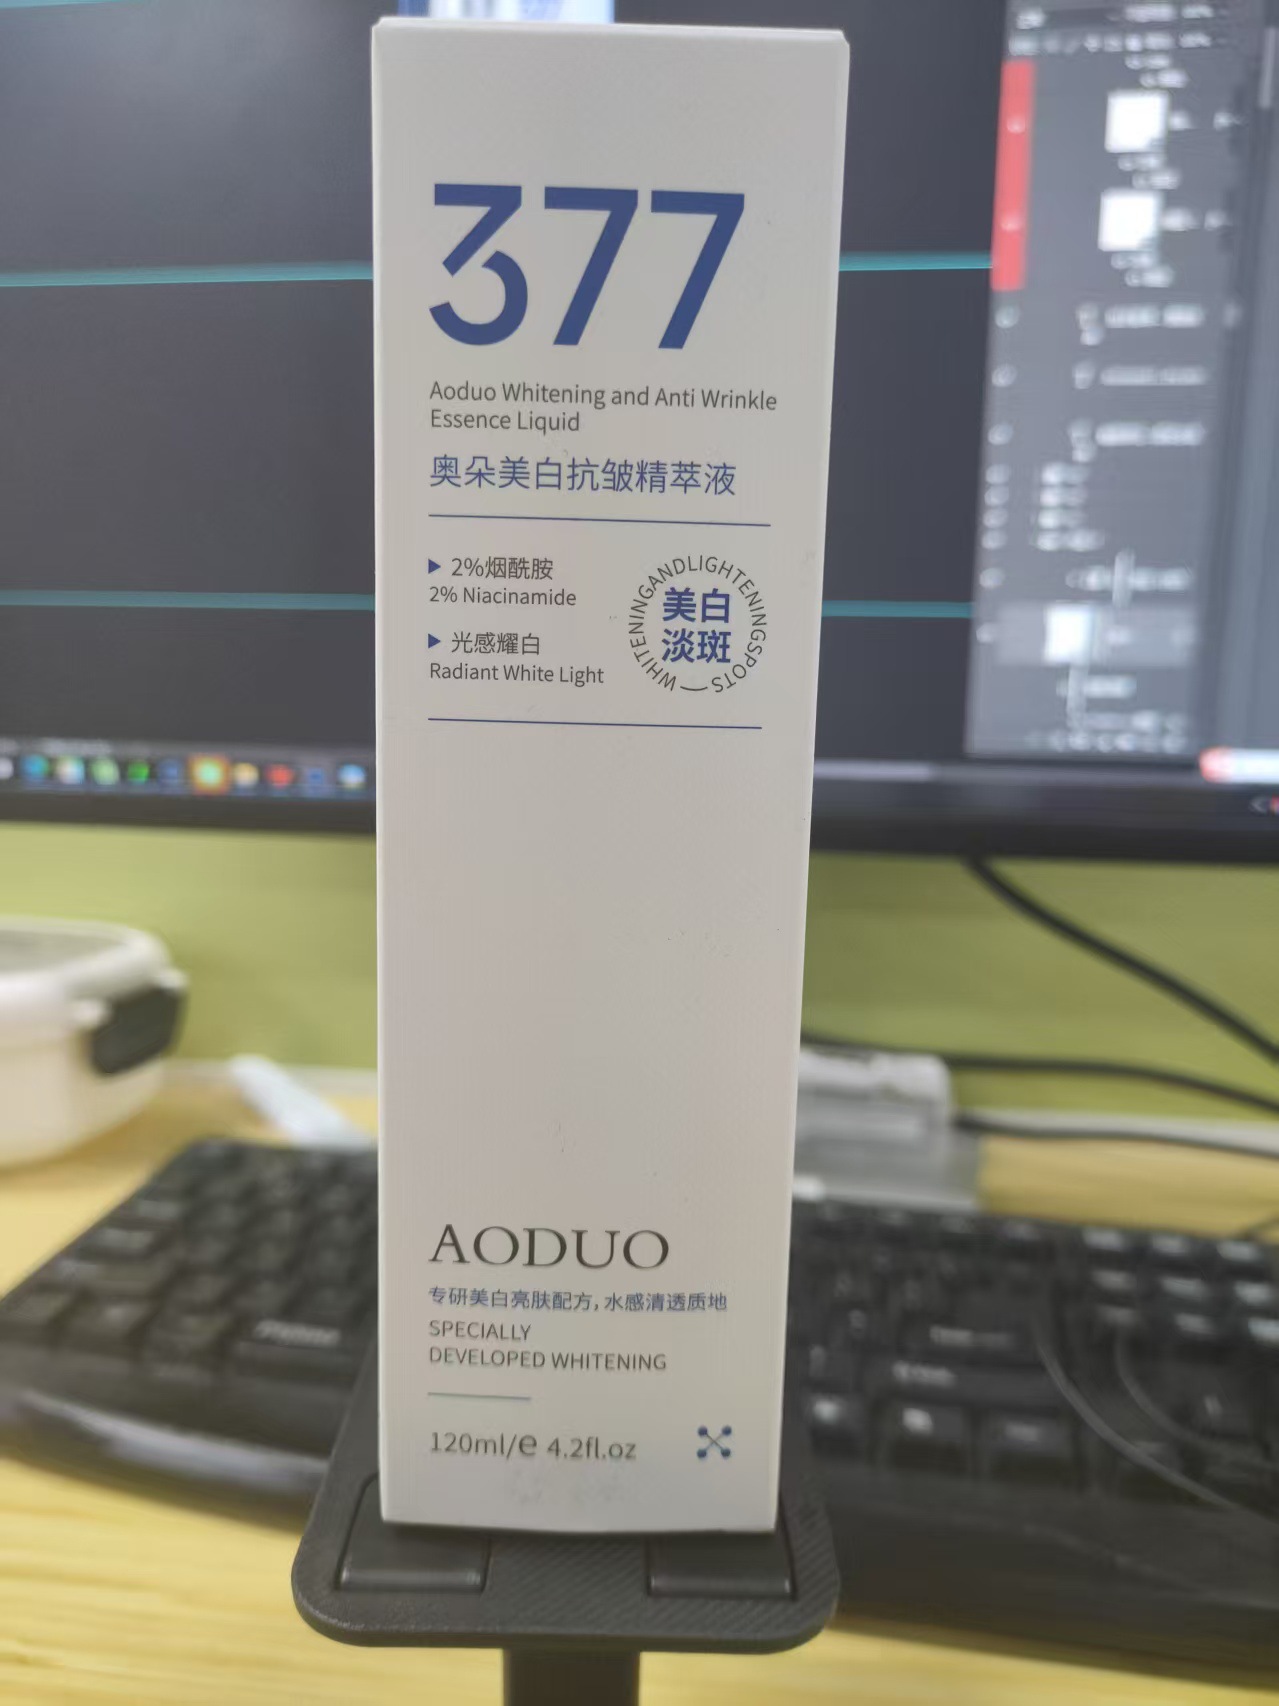 377
Aoduo Whitening and Anti Wrinkle
Essence Liquid
奥朵美白抗皱精萃液
2%烟酰胺
2% Niacinamide
光感耀白
Radiant White Light
WHITENINGANDLIGHTENINGSPOTS
美白
淡斑
AODUO
专研美白亮肤配方,水感清透质地
SPECIALLY
DEVELOPED WHITENING
120ml/e 4.2fl.oz